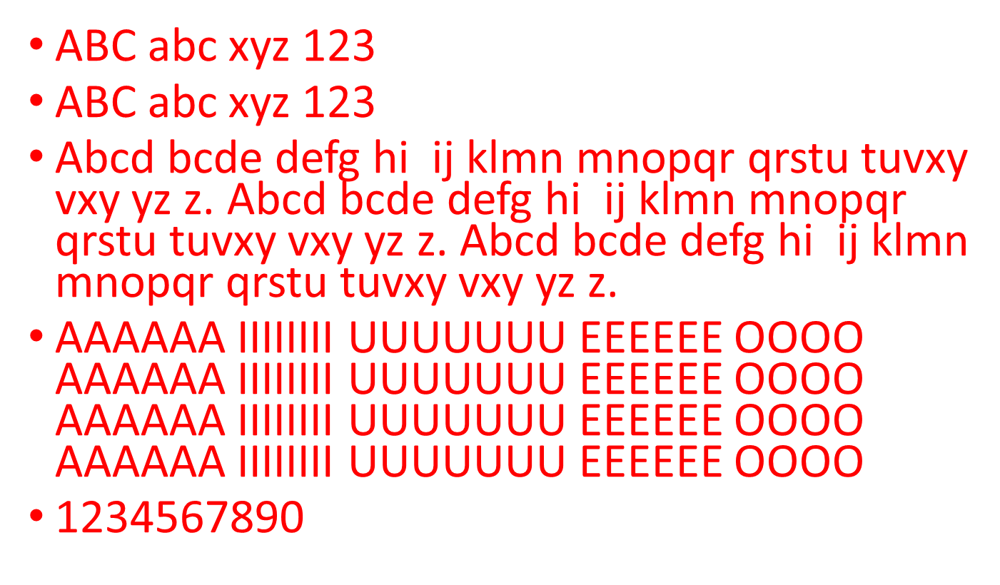 • ABC abc xyz 123
• ABC abc xyz 123
• Abcd bcde defg hi  ij klmn mnopqr qrstu tuvxy
vxy yz z. Abcd bcde defg hi  ij klmn mnopqr
qrstu tuvxy vxy yz z. Abcd bcde defg hi  ij klmn
mnopqr qrstu tuvxy vxy yz z.
• AAAAAA IIIIIIII UUUUUUU EEEEEE OOOO
AAAAAA IIIIIIII UUUUUUU EEEEEE OOOO
AAAAAA IIIIIIII UUUUUUU EEEEEE OOOO
AAAAAA IIIIIIII UUUUUUU EEEEEE OOOO
• 1234567890